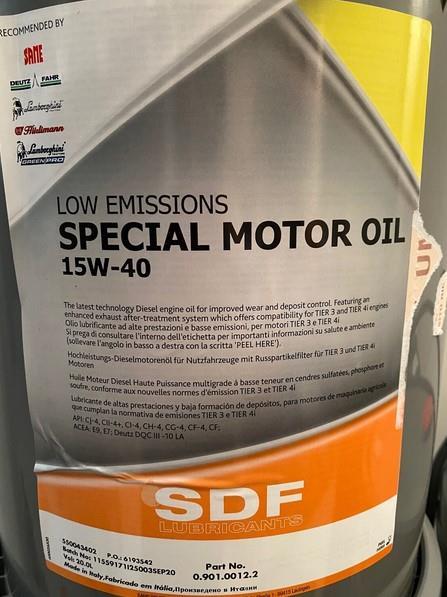 RECOMMENDED BY
SAME
DEUTZ FAHR
Lamborghini
Hürlimann
Lamborghini
GREEN PRO
LOW EMISSIONS
SPECIAL MOTOR OIL
15W-40
The latest technology Diesel engine oil for improved wear and deposit control. Featuring an
enhanced exhaust after-treatment system which offers compatibility for TIER 3 and TIER 4i engines
Olio lubrificante ad alte prestazioni e basse emissioni, per motori TIER 3 e TIER 4i
Si prega di consultare l'interno dell'etichetta per importanti informazioni su salute e ambiente
(sollevare l'angolo in basso a destra con la scritta 'PEEL HERE').
Hochleistungs-Dieselmotorenöl für Nutzfahrzeuge mit Russpartikelfilter für TIER 3 und TIER 4i
Motoren
Huile Moteur Diesel Haute Puissance multigrade à basse teneur en cendres sulfatées, phosphore et
soufre, conforme aux nouvelles normes d'émission TIER 3 et TIER 4i
Lubricante de altas prestaciones y baja formación de depósitos, para motores de maquinaria agrícola
que cumplan la normativa de emisiones TIER 3 e TIER 4i
API: CJ-4, CII-4+, CI-4, CH-4, CG-4, CF-4, CF;
ACEA: E9, E7; Deutz DQC III -10 LA
SDF
LUBRICANTS
550043402 P.O.: 6193542
Batch No: 115591711250035EP20
Vol: 20.0L
Made in Italy,Fabricado em Itália,Произведено в Италии
Part No.
0.901.0012.2